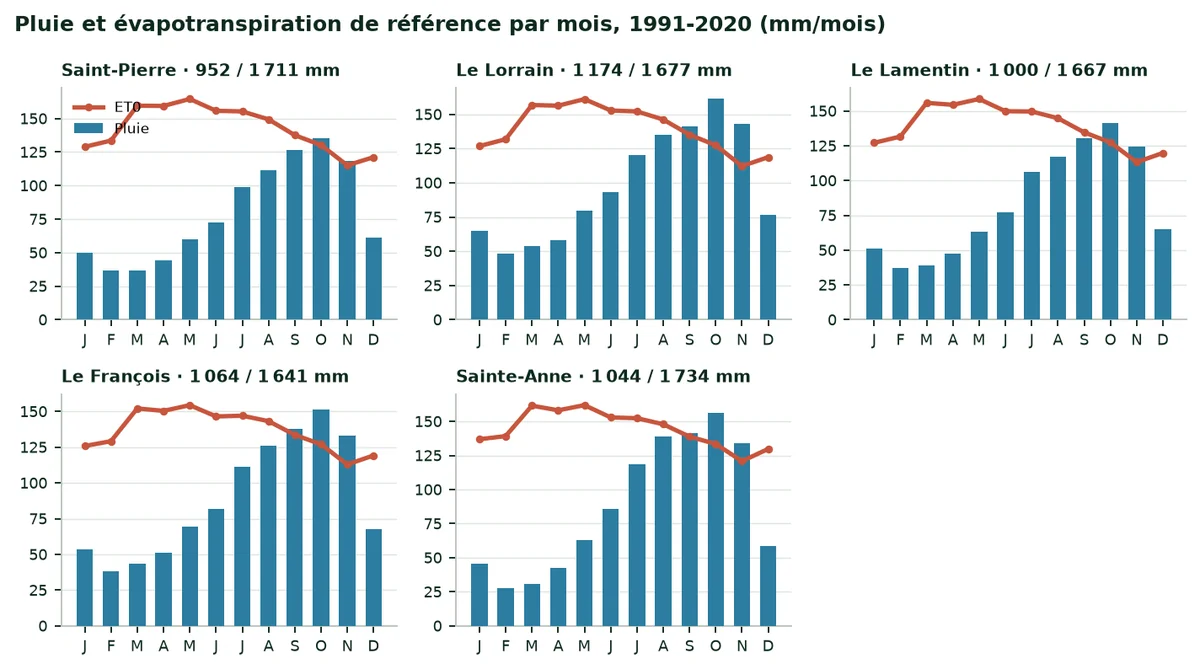 Pluie et évapotranspiration de référence par mois, 1991-2020 (mm/mois)
Saint-Pierre · 952 / 1 711 mm
ET0
Pluie
150
125
100
75
50
25
0
J F M A M J J A S O N D
Le Lorrain · 1 174 / 1 677 mm
150
125
100
75
50
25
0
J F M A M J J A S O N D
Le Lamentin · 1 000 / 1 667 mm
150
125
100
75
50
25
0
J F M A M J J A S O N D
Le François · 1 064 / 1 641 mm
150
125
100
75
50
25
0
J F M A M J J A S O N D
Sainte-Anne · 1 044 / 1 734 mm
150
125
100
75
50
25
0
J F M A M J J A S O N D